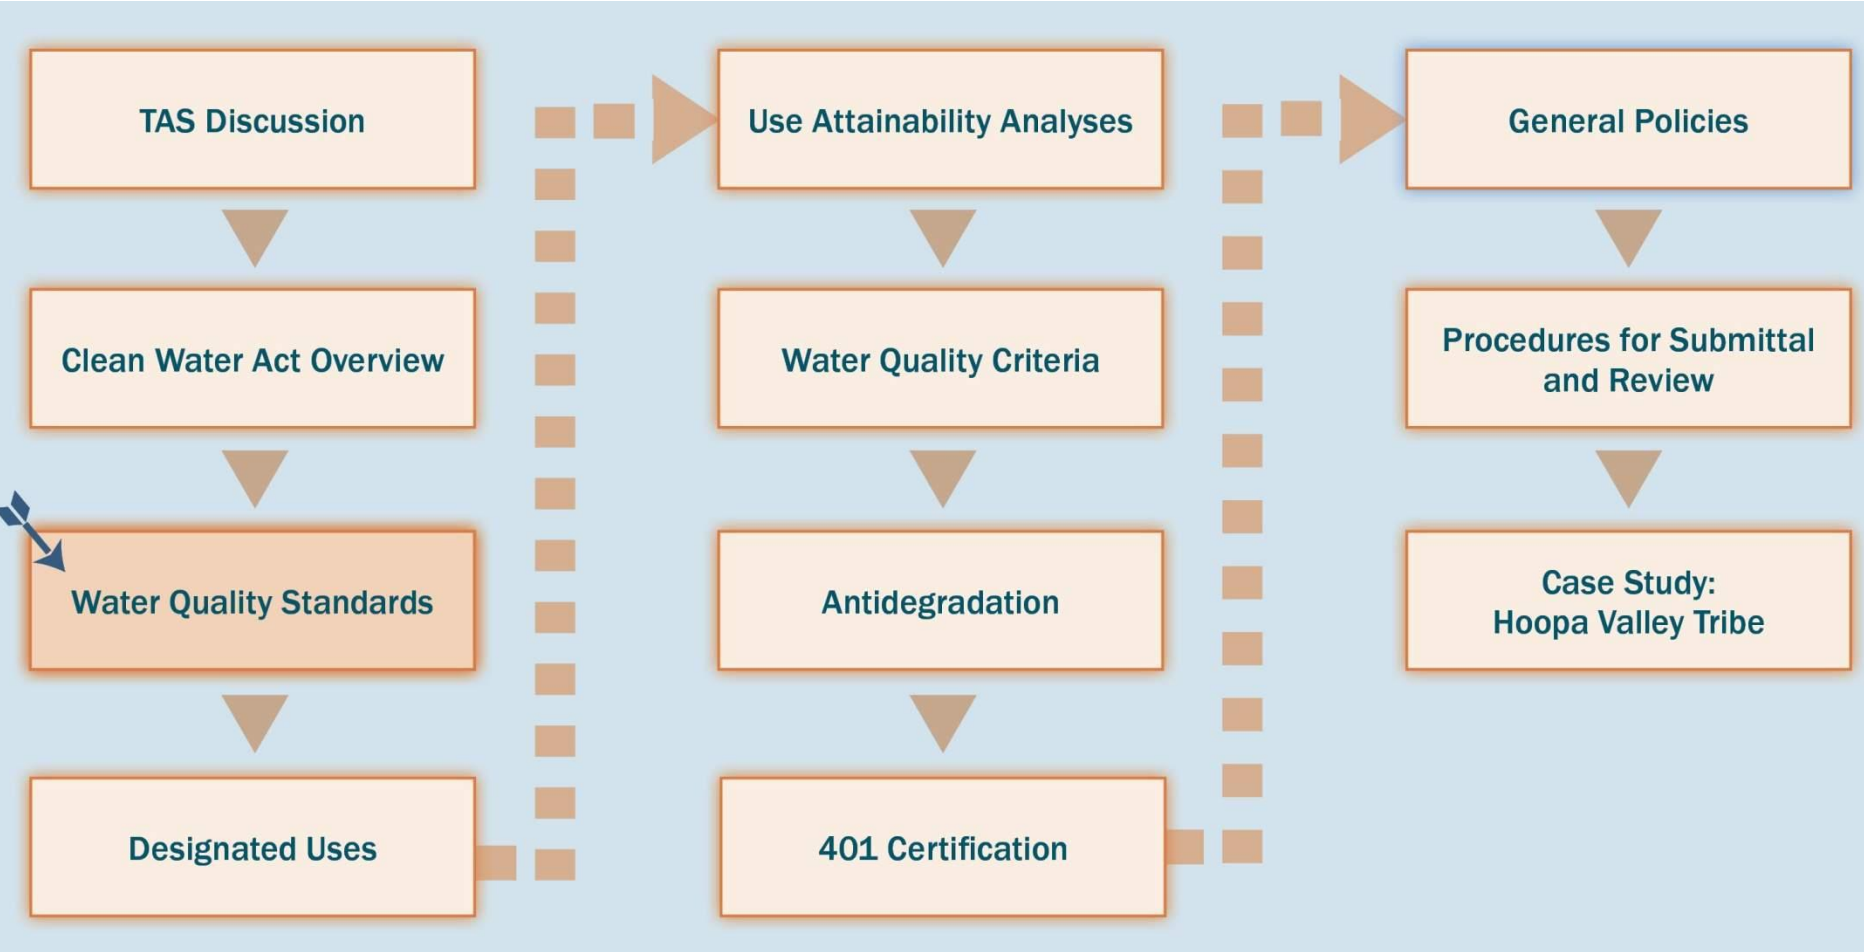 TAS Discussion
Clean Water Act Overview
Water Quality Standards
Designated Uses
Use Attainability Analyses
Water Quality Criteria
Antidegradation
401 Certification
General Policies
Procedures for Submittal
and Review
Case Study:
Hoopa Valley Tribe